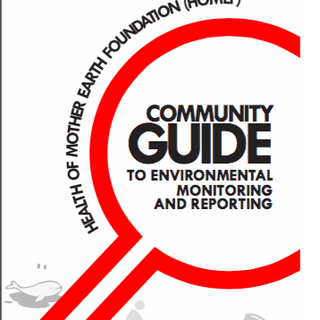 HEALTH OF MOTHER EARTH FOUNDATION (HOMEF)
COMMUNITY
GUIDE
TO ENVIRONMENTAL
MONITORING
AND REPORTING